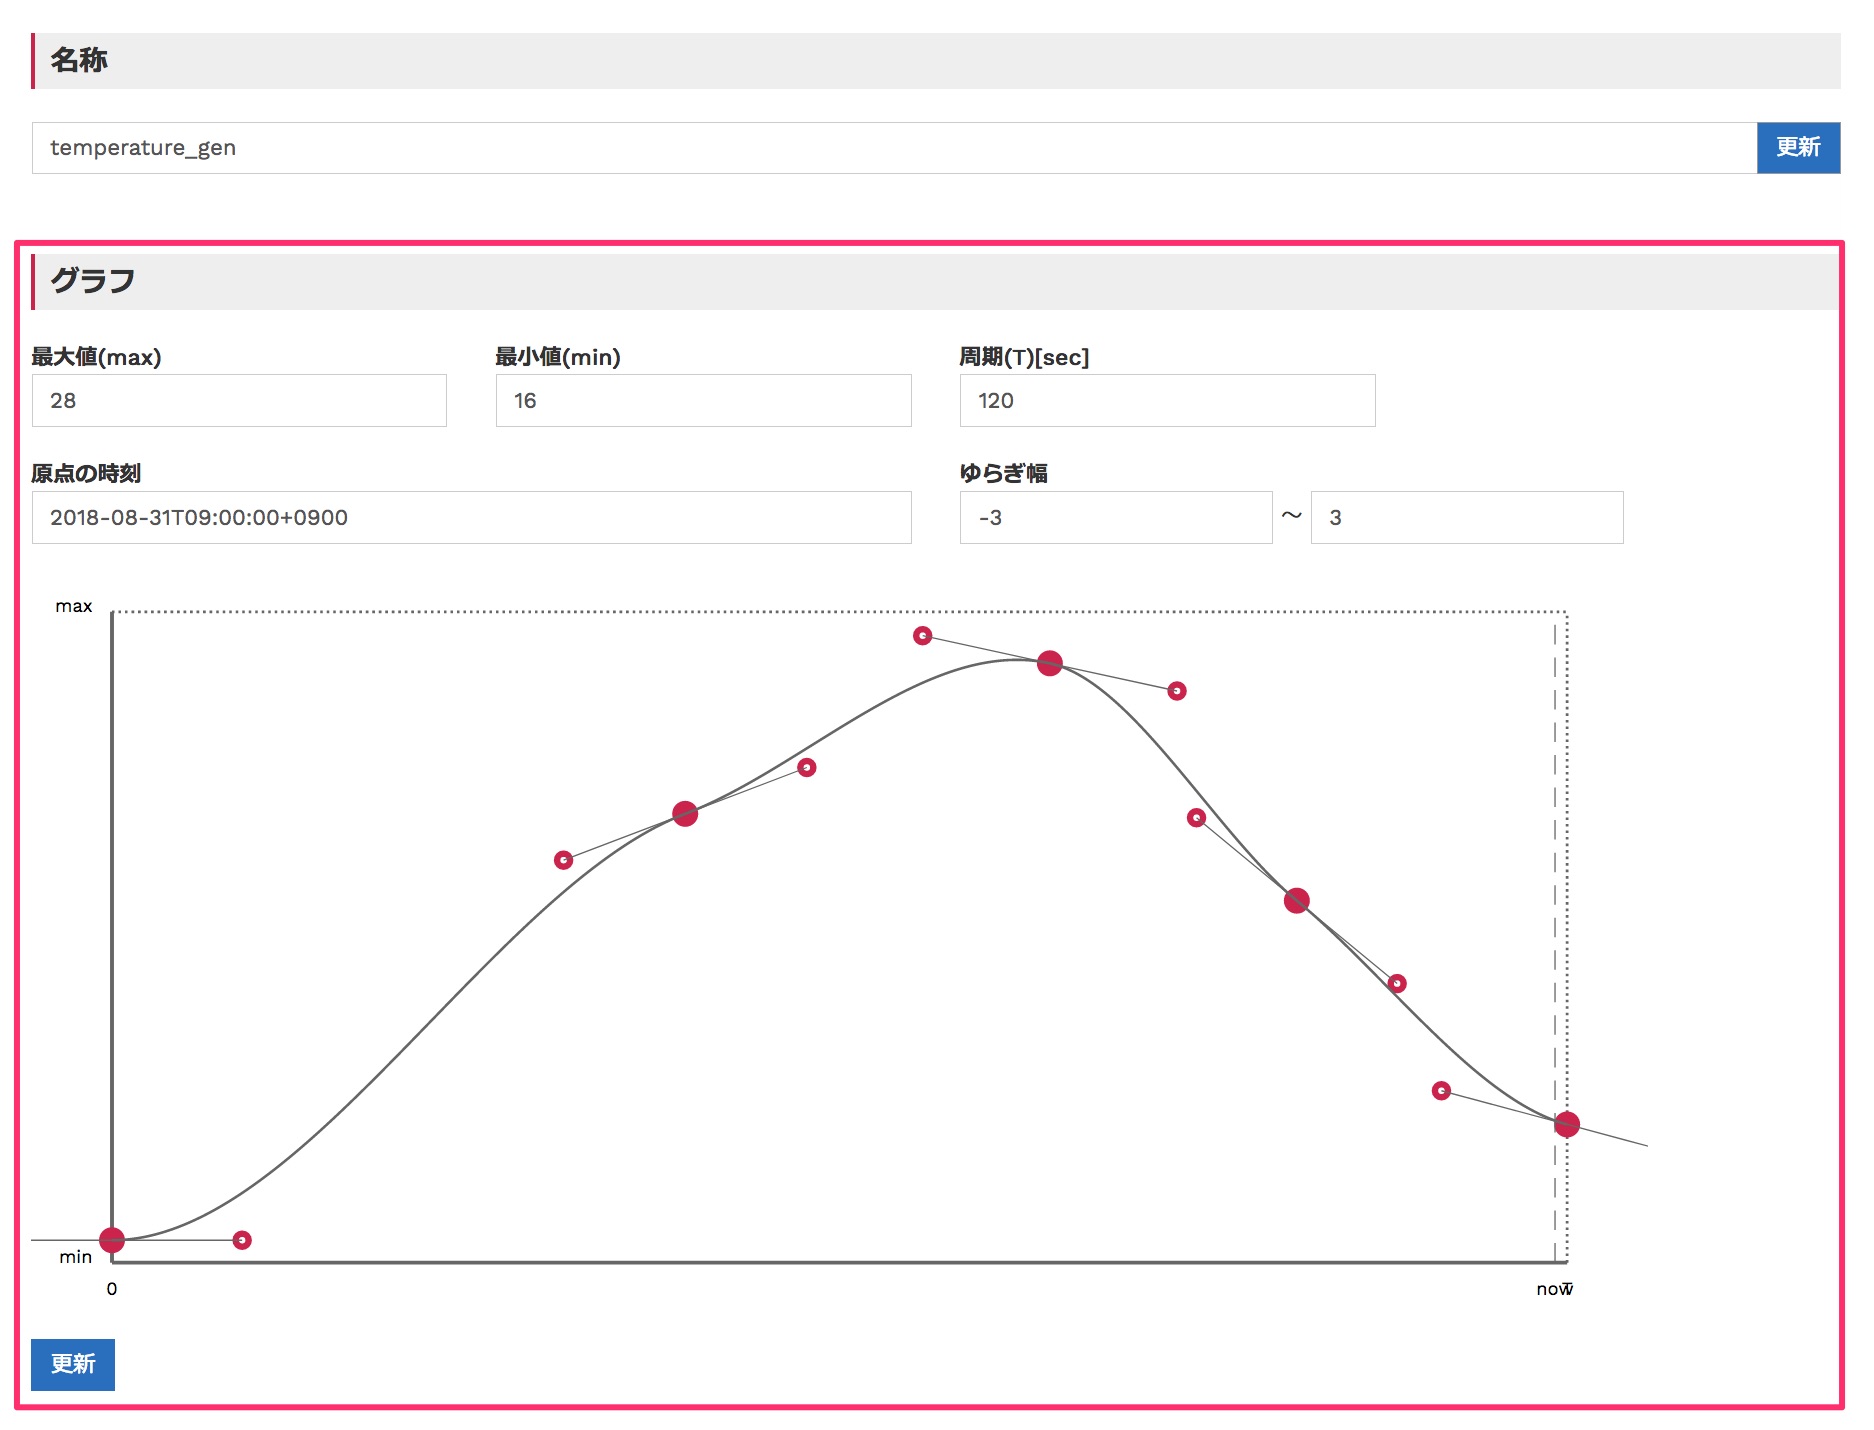 名称
temperature_gen
更新
グラフ
最大値(max)
最小値(min)
周期(T)[sec]
28
16
120
原点の時刻
ゆらぎ幅
2018-08-31T09:00:00+0900
-3
～
3
max
min
0
now
T
更新